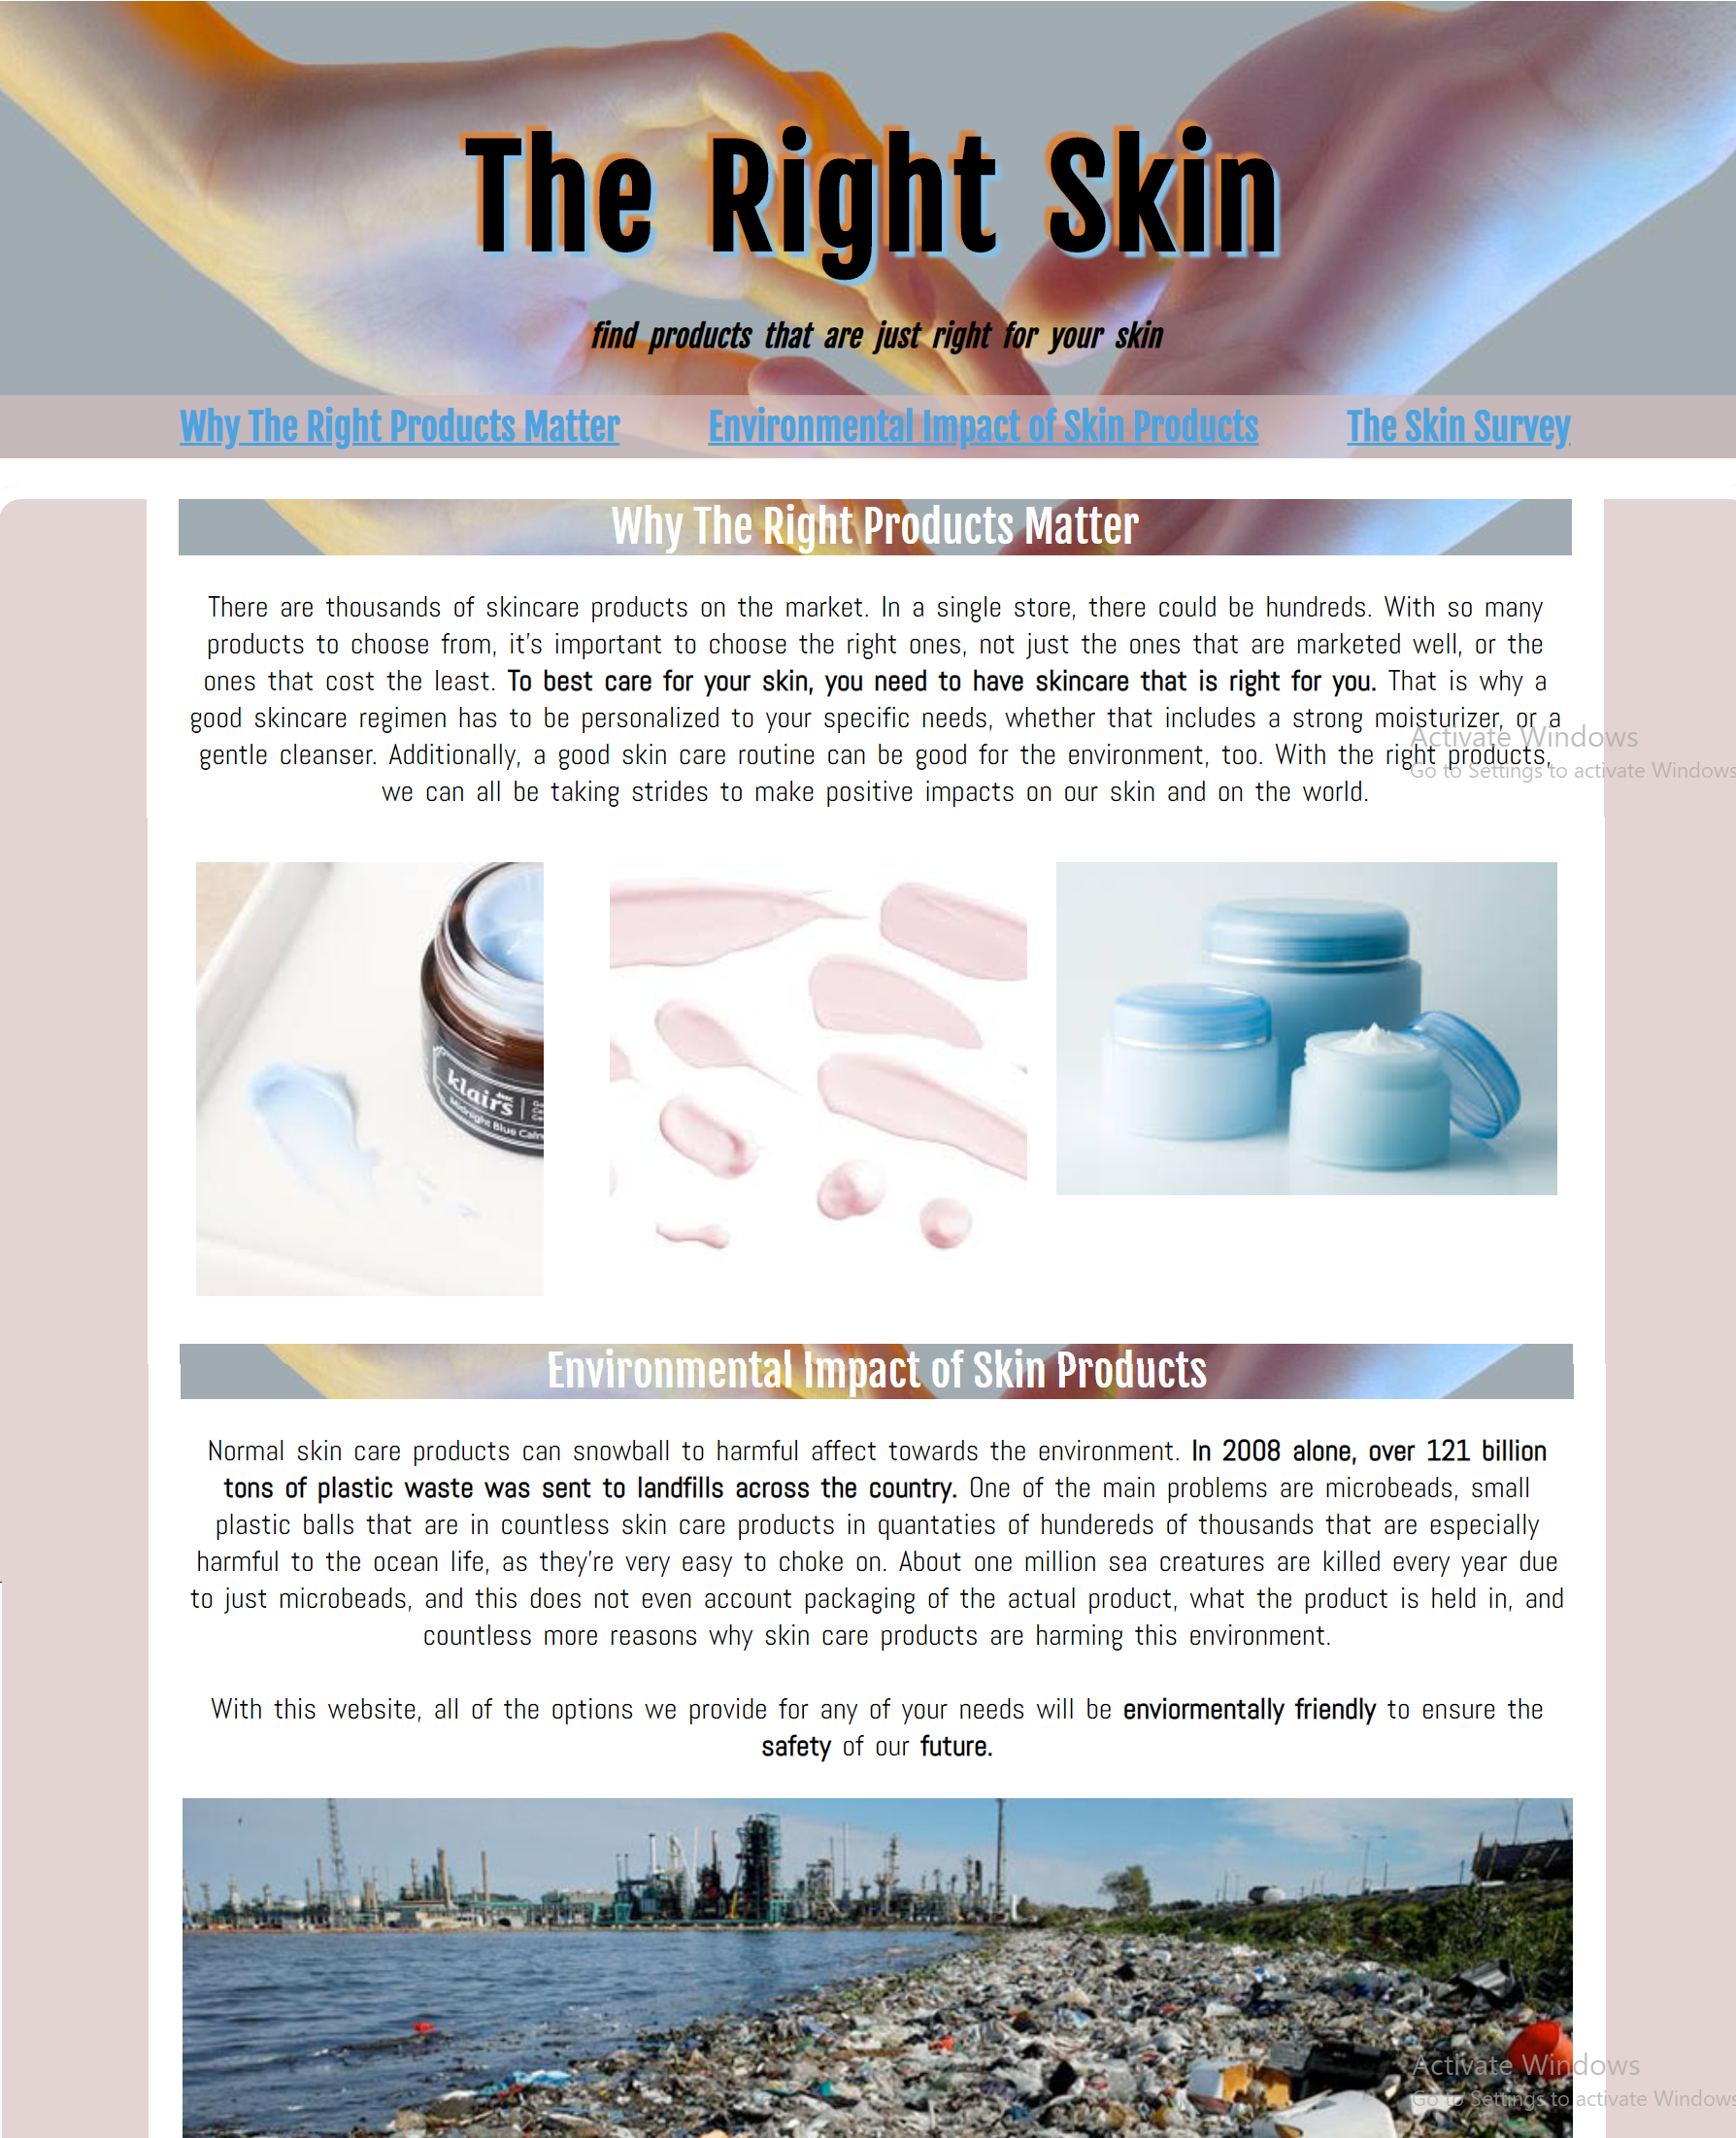 The Right Skin
find products that are just right for your skin
Why The Right Products Matter Environmental Impact of Skin Products The Skin Survey
Why The Right Products Matter
There are thousands of skincare products on the market. In a single store, there could be hundreds. With so many
products to choose from, it's important to choose the right ones, not just the ones that are marketed well, or the
ones that cost the least. To best care for your skin, you need to have skincare that is right for you. That is why a
good skincare regimen has to be personalized to your specific needs, whether that includes a strong moisturizer, or a
gentle cleanser. Additionally, a good skin care routine can be good for the environment, too. With the right products,
we can all be taking strides to make positive impacts on our skin and on the world.
Activate Windows
Go to Settings to activate Windows
klairs
Midnight Blue Calm
Environmental Impact of Skin Products
Normal skin care products can snowball to harmful affect towards the environment. In 2008 alone, over 121 billion
tons of plastic waste was sent to landfills across the country. One of the main problems are microbeads, small
plastic balls that are in countless skin care products in quantaties of hundereds of thousands that are especially
harmful to the ocean life, as they're very easy to choke on. About one million sea creatures are killed every year due
to just microbeads, and this does not even account packaging of the actual product, what the product is held in, and
countless more reasons why skin care products are harming this environment.
With this website, all of the options we provide for any of your needs will be enviormentally friendly to ensure the
safety of our future.
Activate Windows
Go to Settings to activate Windows